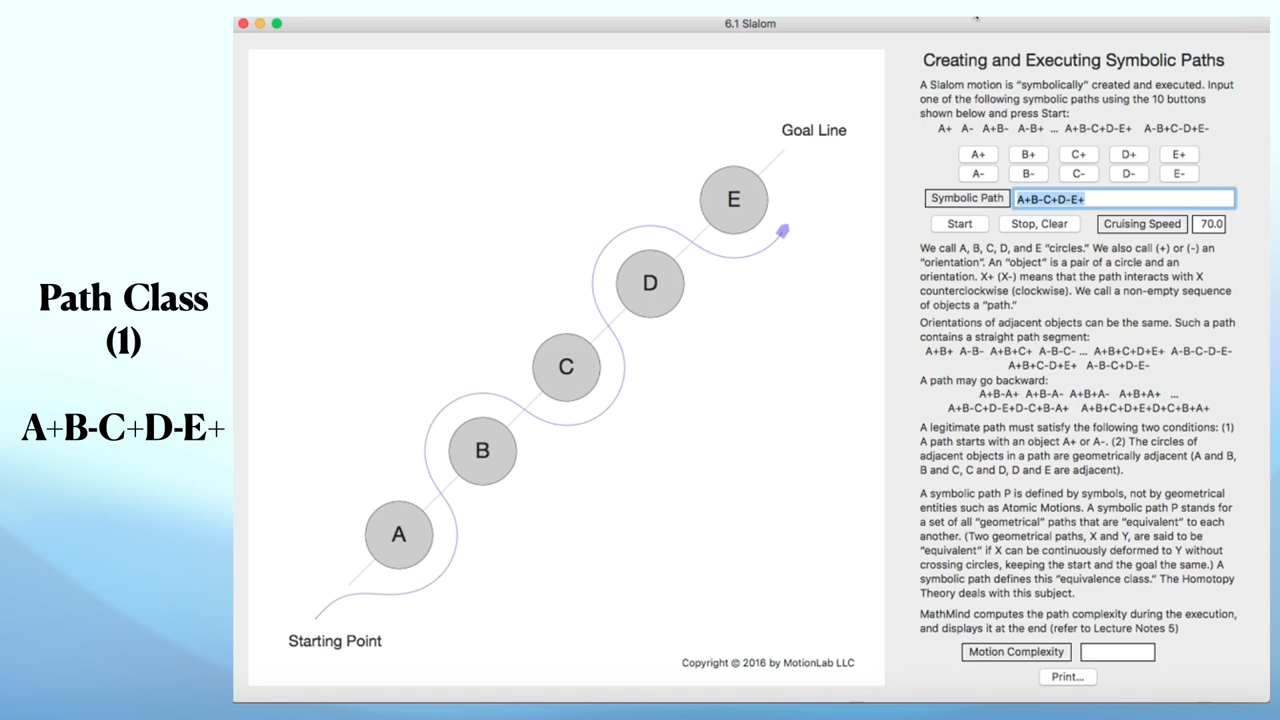 Path Class
(1)
A+B-C+D-E+
6.1 Slalom
Goal Line
E
D
C
B
A
Starting Point
Copyright © 2016 by MotionLab LLC
Creating and Executing Symbolic Paths
A Slalom motion is “symbolically” created and executed. Input
one of the following symbolic paths using the 10 buttons
shown below and press Start:
A+ A- A+B- A-B+ ... A+B-C+D-E+ A-B+C-D+E-
A+ B+ C+ D+ E+
A- B- C- D- E-
Symbolic Path A+B-C+D-E+
Start Stop, Clear Cruising Speed 70.0
We call A, B, C, D, and E “circles.” We also call (+) or (-) an
“orientation”. An “object” is a pair of a circle and an
orientation. X+ (X-) means that the path interacts with X
counterclockwise (clockwise). We call a non-empty sequence
of objects a “path.”
Orientations of adjacent objects can be the same. Such a path
contains a straight path segment:
A+B+ A-B- A+B+C+ A-B-C- ... A+B+C+D+E+ A-B-C-D-E-
A+B+C-D+E+ A-B-C+D-E-
A path may go backward:
A+B-A+ A+B-A- A+B+A- A+B+A+ ...
A+B-C+D-E+D-C+B-A+ A+B+C+D+E+D+C+B+A+
A legitimate path must satisfy the following two conditions: (1)
A path starts with an object A+ or A-. (2) The circles of
adjacent objects in a path are geometrically adjacent (A and B,
B and C, C and D, D and E are adjacent).
A symbolic path P is defined by symbols, not by geometrical
entities such as Atomic Motions. A symbolic path P stands for
a set of all “geometrical” paths that are “equivalent” to each
another. (Two geometrical paths, X and Y, are said to be
“equivalent” if X can be continuously deformed to Y without
crossing circles, keeping the start and the goal the same.) A
symbolic path defines this “equivalence class.” The Homotopy
Theory deals with this subject.
MathMind computes the path complexity during the execution,
and displays it at the end (refer to Lecture Notes 5)
Motion Complexity
Print...